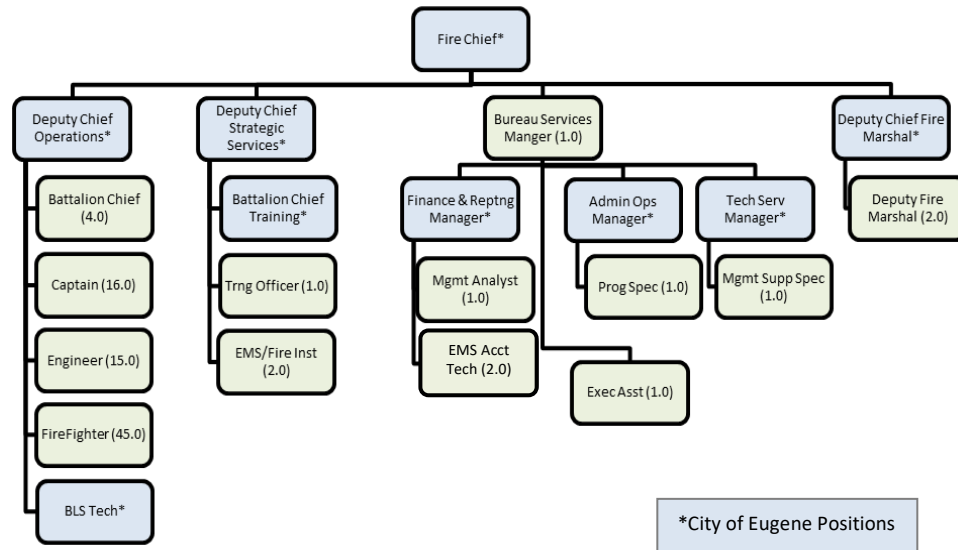 Fire Chief*
Deputy Chief
Operations*
Deputy Chief
Strategic
Services*
Bureau Services
Manger (1.0)
Deputy Chief Fire
Marshal*
Battalion Chief
(4.0)
Captain (16.0)
Engineer (15.0)
FireFighter (45.0)
BLS Tech*
Battalion Chief
Training*
Trng Officer (1.0)
EMS/Fire Inst
(2.0)
Finance & Reptng
Manager*
Mgmt Analyst
(1.0)
EMS Acct
Tech (2.0)
Admin Ops
Manager*
Prog Spec (1.0)
Tech Serv
Manager*
Mgmt Supp Spec
(1.0)
Exec Asst (1.0)
Deputy Fire
Marshal (2.0)
*City of Eugene Positions